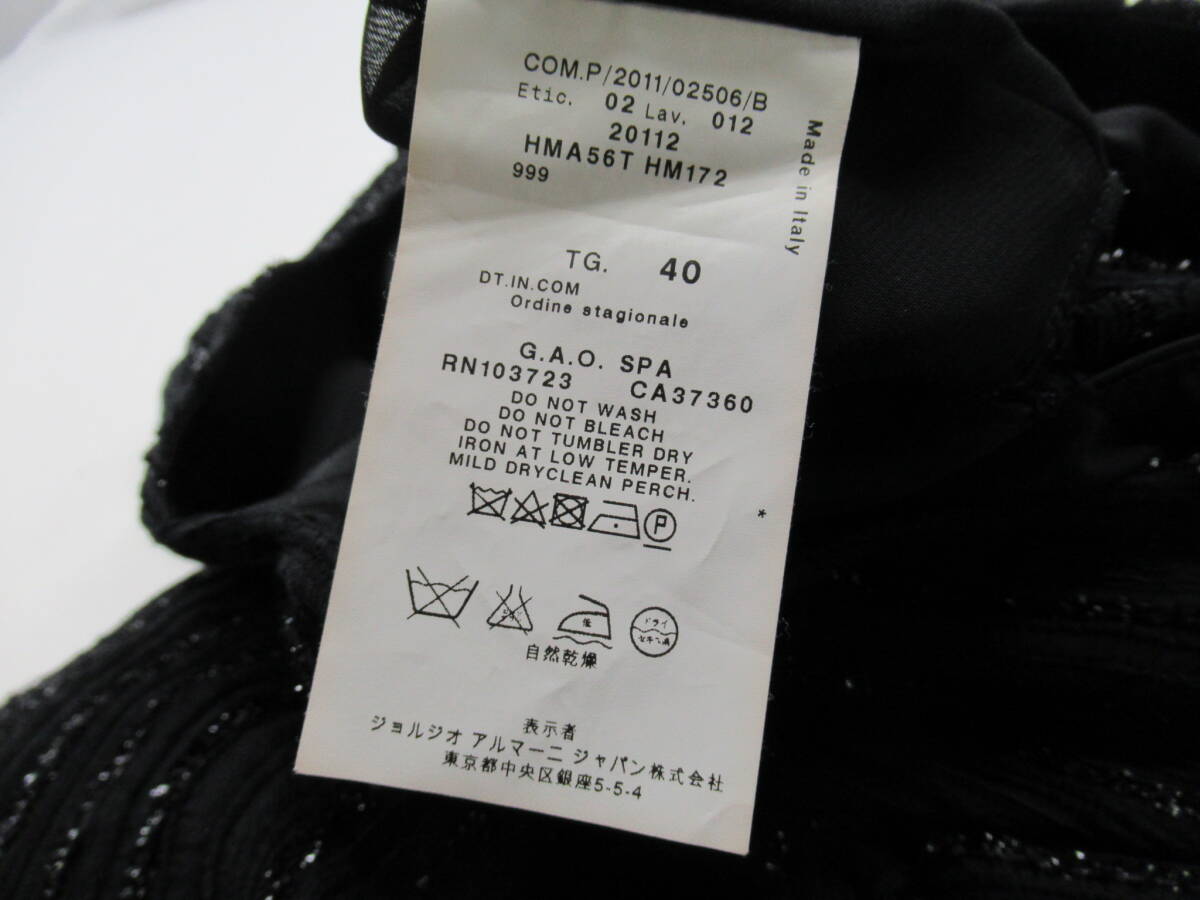 COM.P/2011/02506/B
Etic. 02 Lav. 012
20112
HMA56T HM172
999
Made in Italy
TG. 40
DT.IN.COM
Ordine stagionale
G.A.O. SPA
RN103723 CA37360
DO NOT WASH
DO NOT BLEACH
DO NOT TUMBLER DRY
IRON AT LOW TEMPER.
MILD DRYCLEAN PERCH.
P
*
低
ドライ
セキユ系
自然乾燥
表示者
ジョルジオ アルマーニ ジャパン株式会社
東京都中央区銀座5-5-4